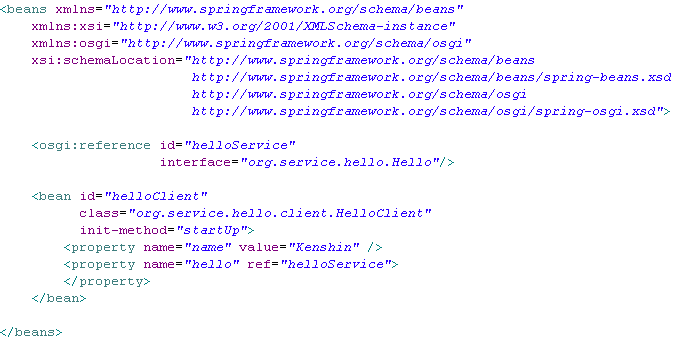 <beans xmlns="http://www.springframework.org/schema/beans"
    xmlns:xsi="http://www.w3.org/2001/XMLSchema-instance"
    xmlns:osgi="http://www.springframework.org/schema/osgi"
    xsi:schemaLocation="http://www.springframework.org/schema/beans
                        http://www.springframework.org/schema/beans/spring-beans.xsd
                        http://www.springframework.org/schema/osgi
                        http://www.springframework.org/schema/osgi/spring-osgi.xsd">
    <osgi:reference id="helloService"
                    interface="org.service.hello.Hello"/>
    <bean id="helloClient"
          class="org.service.hello.client.HelloClient"
          init-method="startUp">
        <property name="name" value="Kenshin" />
        <property name="hello" ref="helloService">
        </property>
    </bean>
</beans>